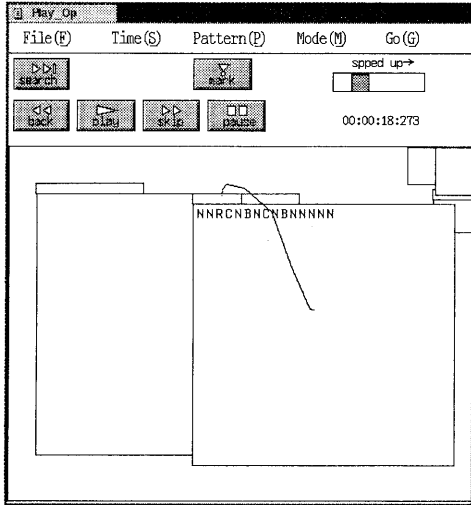 Play_Op
File(F) Time(S) Pattern(P) Mode(M) Go(G)
search mark spped up→
back play skip pause 00:00:18:273
NNRCNBNCNBNNNNN